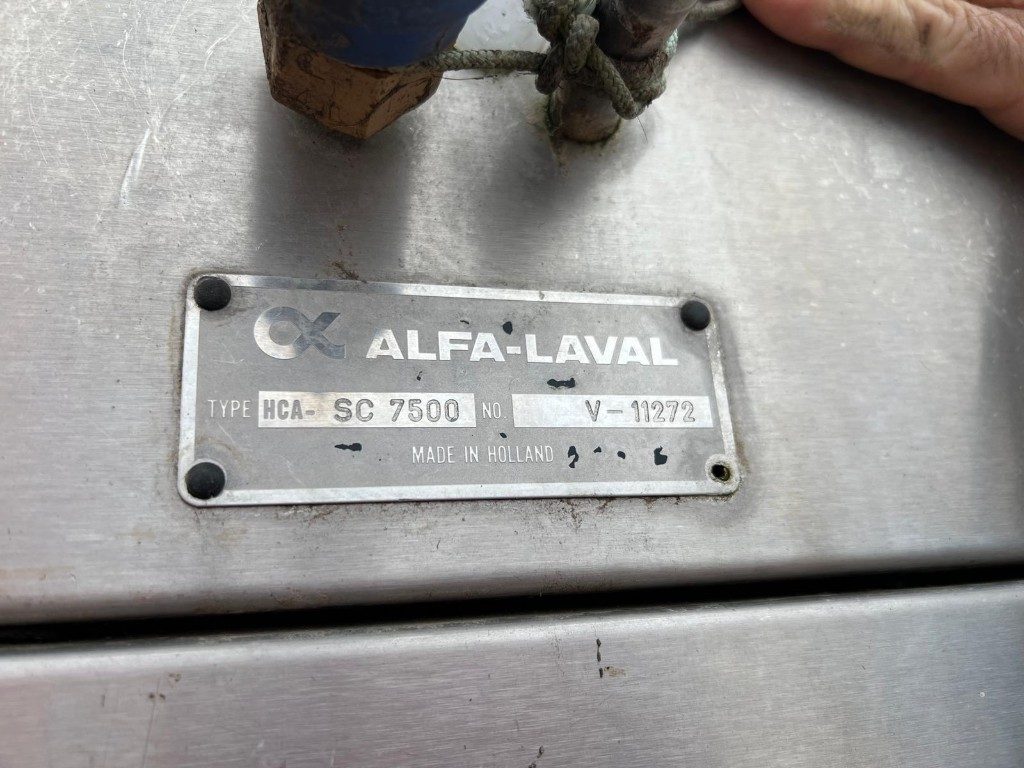 ALFA-LAVAL
TYPE HCA- SC 7500 NO. V-11272
MADE IN HOLLAND